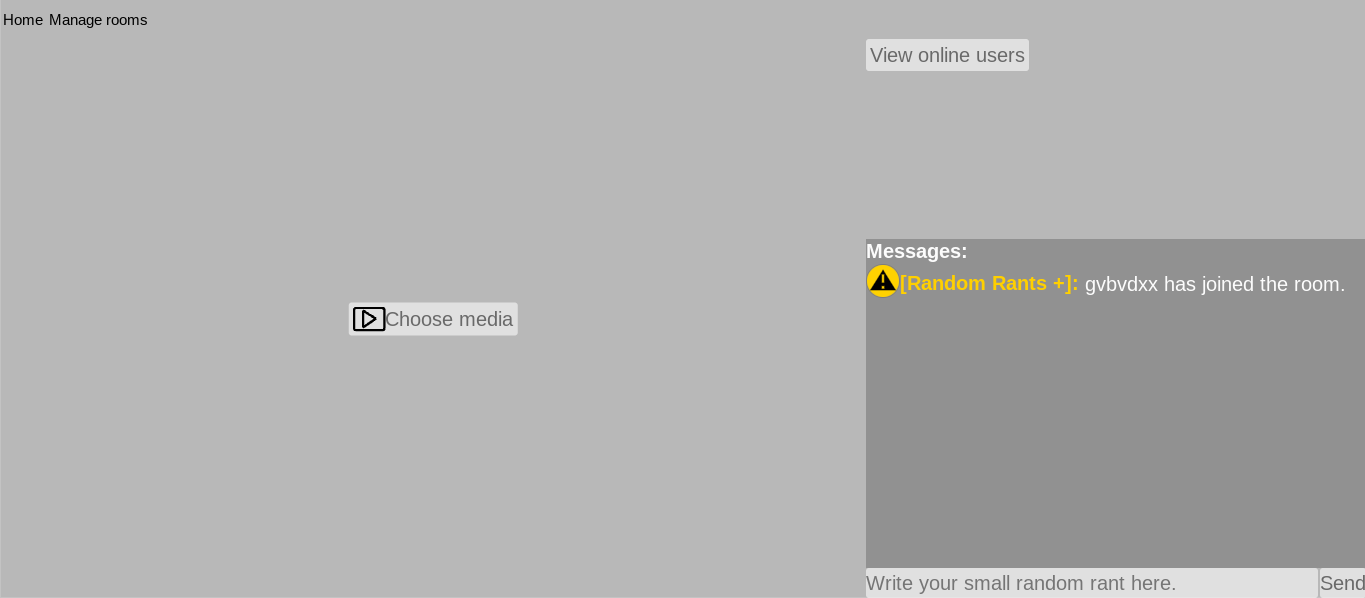 Home Manage rooms
View online users
Messages:
[Random Rants +]: gvbvdxx has joined the room.
Choose media
Write your small random rant here. Send